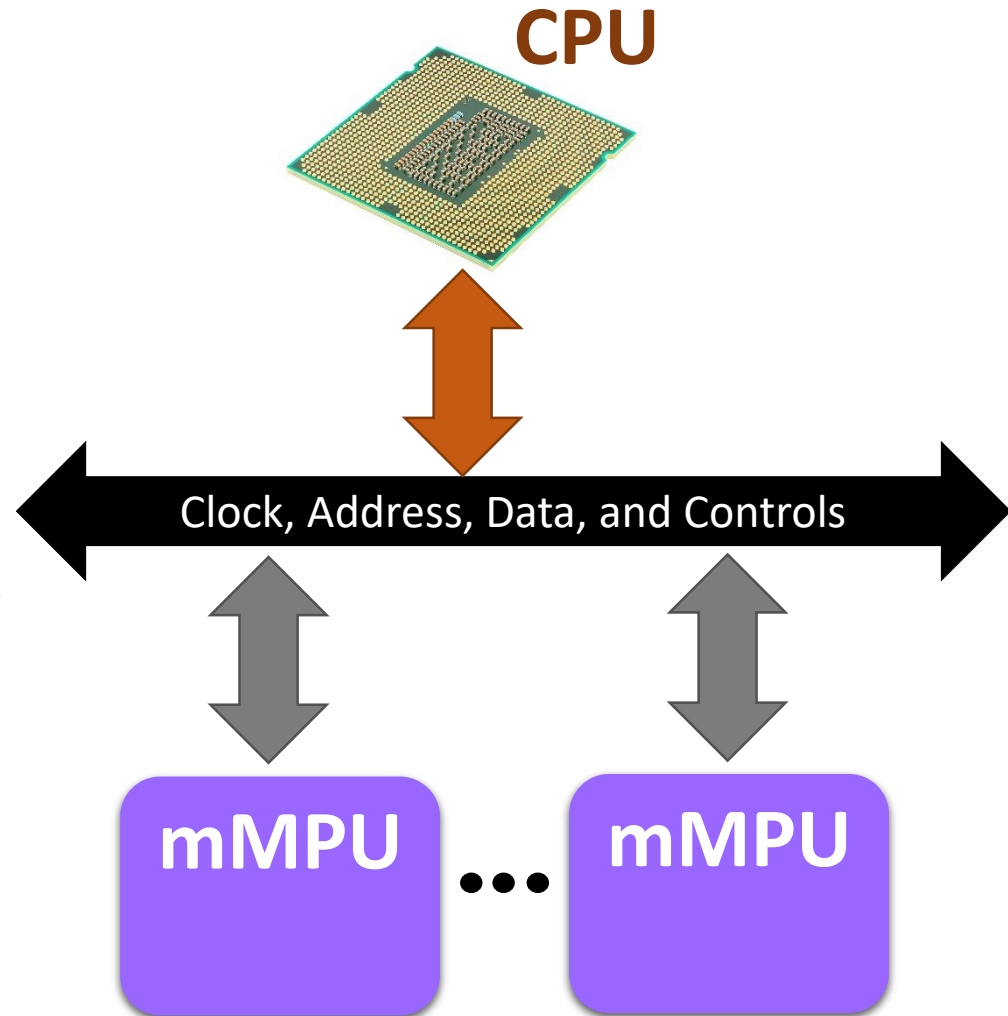 CPU
Clock, Address, Data, and Controls
mMPU
mMPU